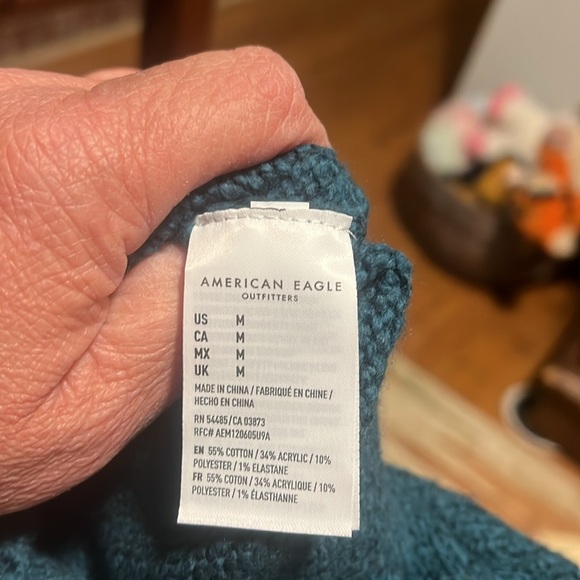 AMERICAN EAGLE
OUTFITTERS
US M
CA M
MX M
UK M
MADE IN CHINA / FABRIQUÉ EN CHINE /
HECHO EN CHINA
RN 54485/CA 03873
RFC# AEM120605U9A
EN 55% COTTON / 34% ACRYLIC / 10%
POLYESTER / 1% ELASTANE
FR 55% COTON / 34% ACRYLIQUE / 10%
POLYESTER / 1% ÉLASTHANNE